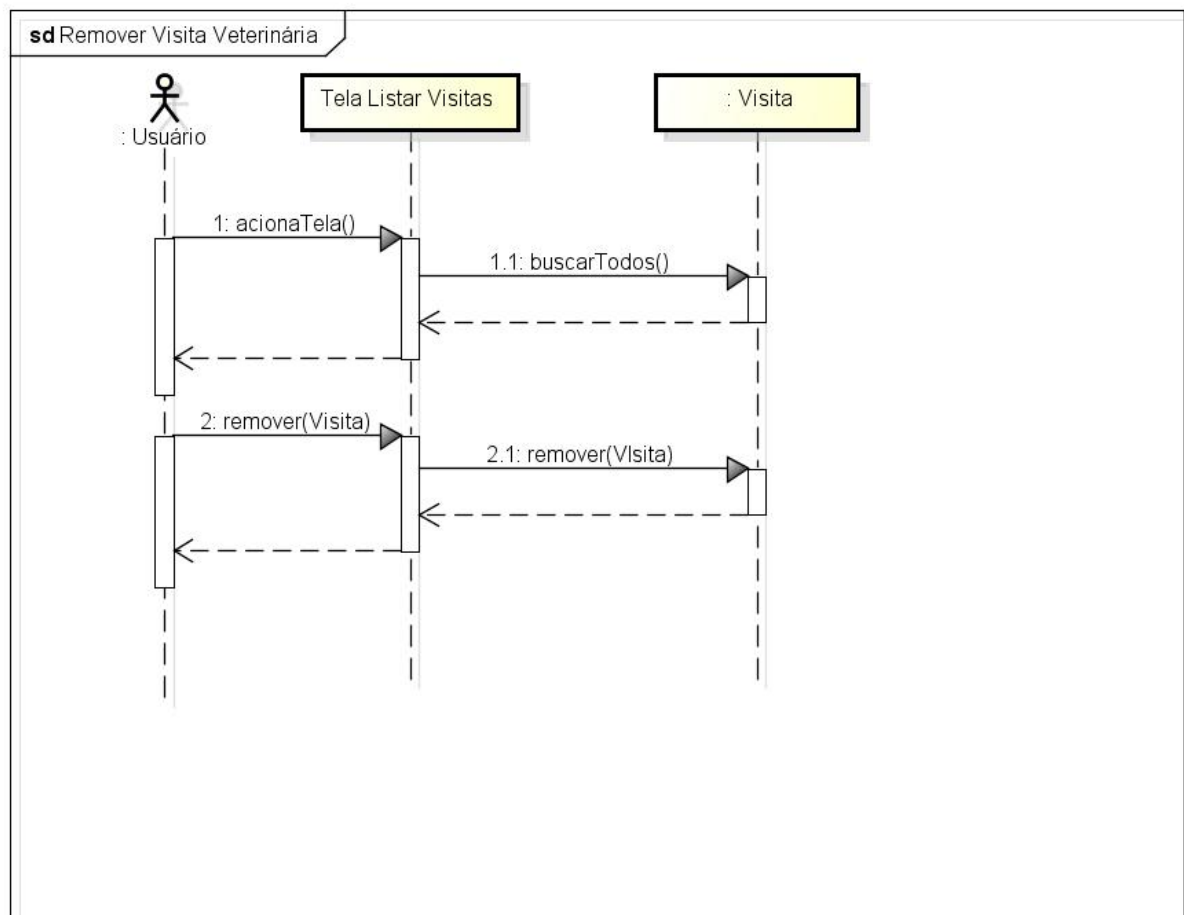 sd Remover Visita Veterinária
: Usuário
Tela Listar Visitas
: Visita
1: acionaTela()
1.1: buscarTodos()
2: remover(Visita)
2.1: remover(VIsita)